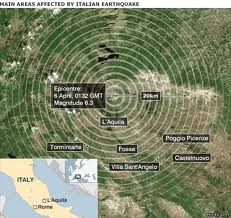 MAIN AREAS AFFECTED BY ITALIAN EARTHQUAKE
Epicentre:
6 April, 0132 GMT
Magnitude 6.3
20km
L'Aquila
Poggio Picenze
Tormintarte
Fossa
Castelnuovo
Villa Sant'Angelo
ITALY
L'Aquila
Rome